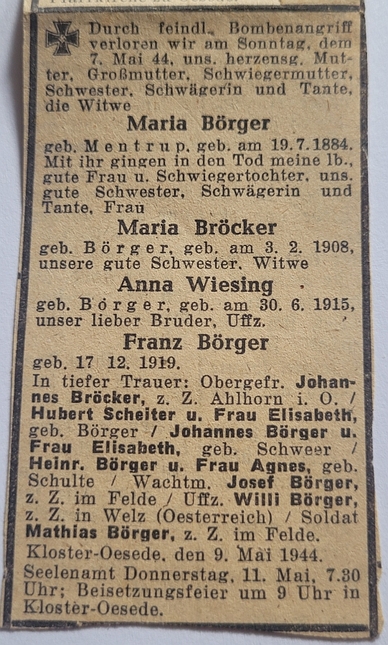 Durch feindl. Bombenangriff
verloren wir am Sonntag, dem
7. Mai 44, uns. herzensg. Mut-
ter, Großmutter, Schwiegermutter,
Schwester, Schwägerin und Tante,
die Witwe
Maria Börger
geb. Mentrup, geb. am 19.7.1884.
Mit ihr gingen in den Tod meine lb.,
gute Frau u. Schwiegertochter, uns.
gute Schwester, Schwägerin und
Tante, Frau
Maria Bröcker
geb. Börger, geb. am 3. 2. 1908,
unsere gute Schwester, Witwe
Anna Wiesing
geb. Börger, geb. am 30. 6. 1915,
unser lieber Bruder, Uffz.
Franz Börger
geb. 17 12. 1919.
In tiefer Trauer: Obergefr. Johan-
nes Bröcker, z. Z. Ahlhorn i. O. /
Hubert Scheiter u. Frau Elisabeth,
geb. Börger / Johannes Börger u.
Frau Elisabeth, geb. Schweer /
Heinr. Börger u. Frau Agnes, geb.
Schulte / Wachtm. Josef Börger,
z. Z. im Felde / Uffz. Willi Börger,
z. Z. in Welz (Oesterreich) / Soldat
Mathias Börger, z. Z. im Felde.
Kloster-Oesede, den 9. Mai 1944.
Seelenamt Donnerstag, 11. Mai, 7.30
Uhr; Beisetzungsfeier um 9 Uhr in
Kloster-Oesede.